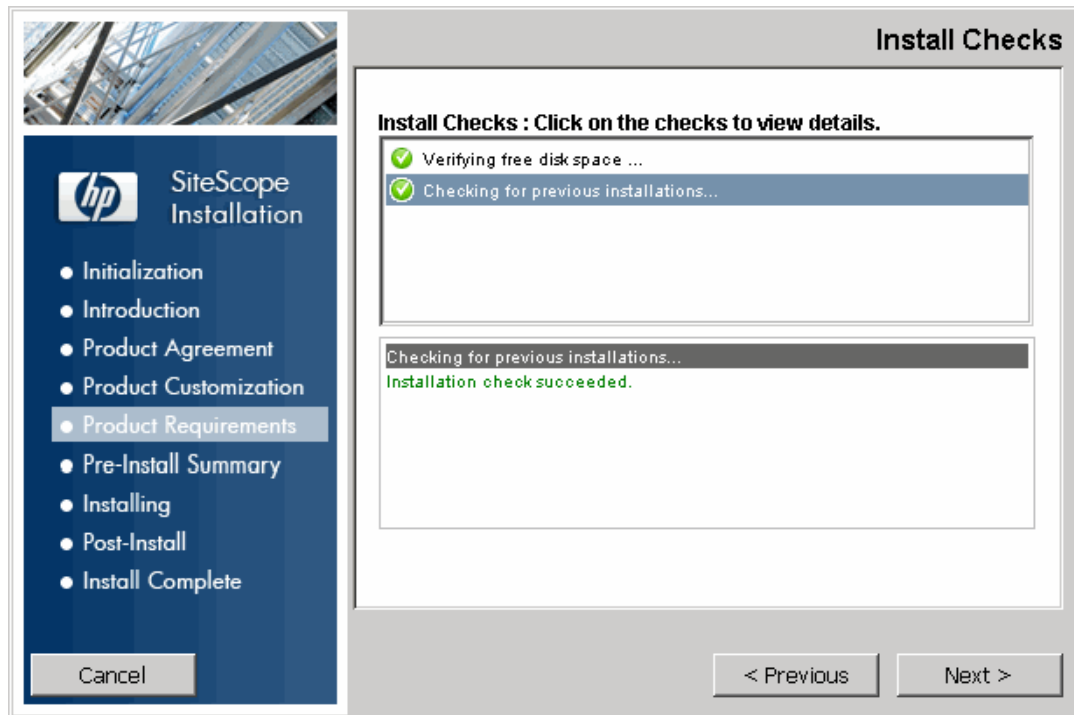 Install Checks
hp
SiteScope
Installation
Initialization
Introduction
Product Agreement
Product Customization
Product Requirements
Pre-Install Summary
Installing
Post-Install
Install Complete
Install Checks : Click on the checks to view details.
Verifying free disk space ...
Checking for previous installations...
Checking for previous installations...
Installation check succeeded.
Cancel
< Previous
Next >